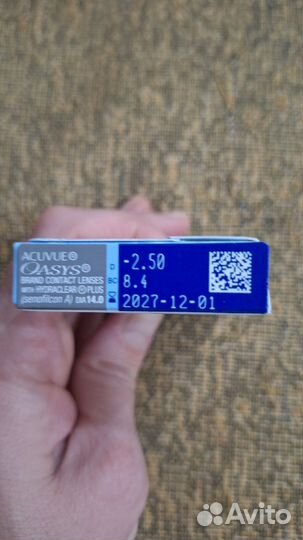 ACUVUE®
OASYS®
BRAND CONTACT LENSES
WITH HYDRACLEAR® PLUS
(senofilcon A) DIA 14.0
D -2.50
BC 8.4
2027-12-01
Avito